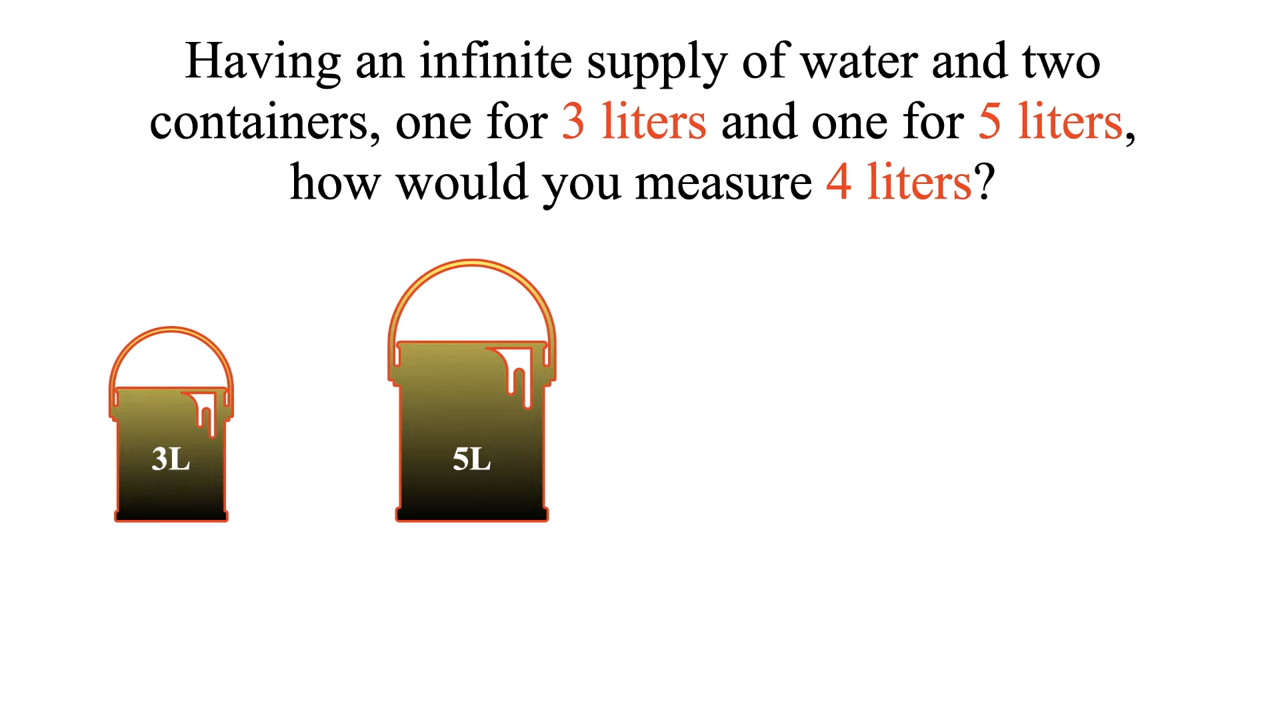 Having an infinite supply of water and two
containers, one for 3 liters and one for 5 liters,
how would you measure 4 liters?
3L
5L